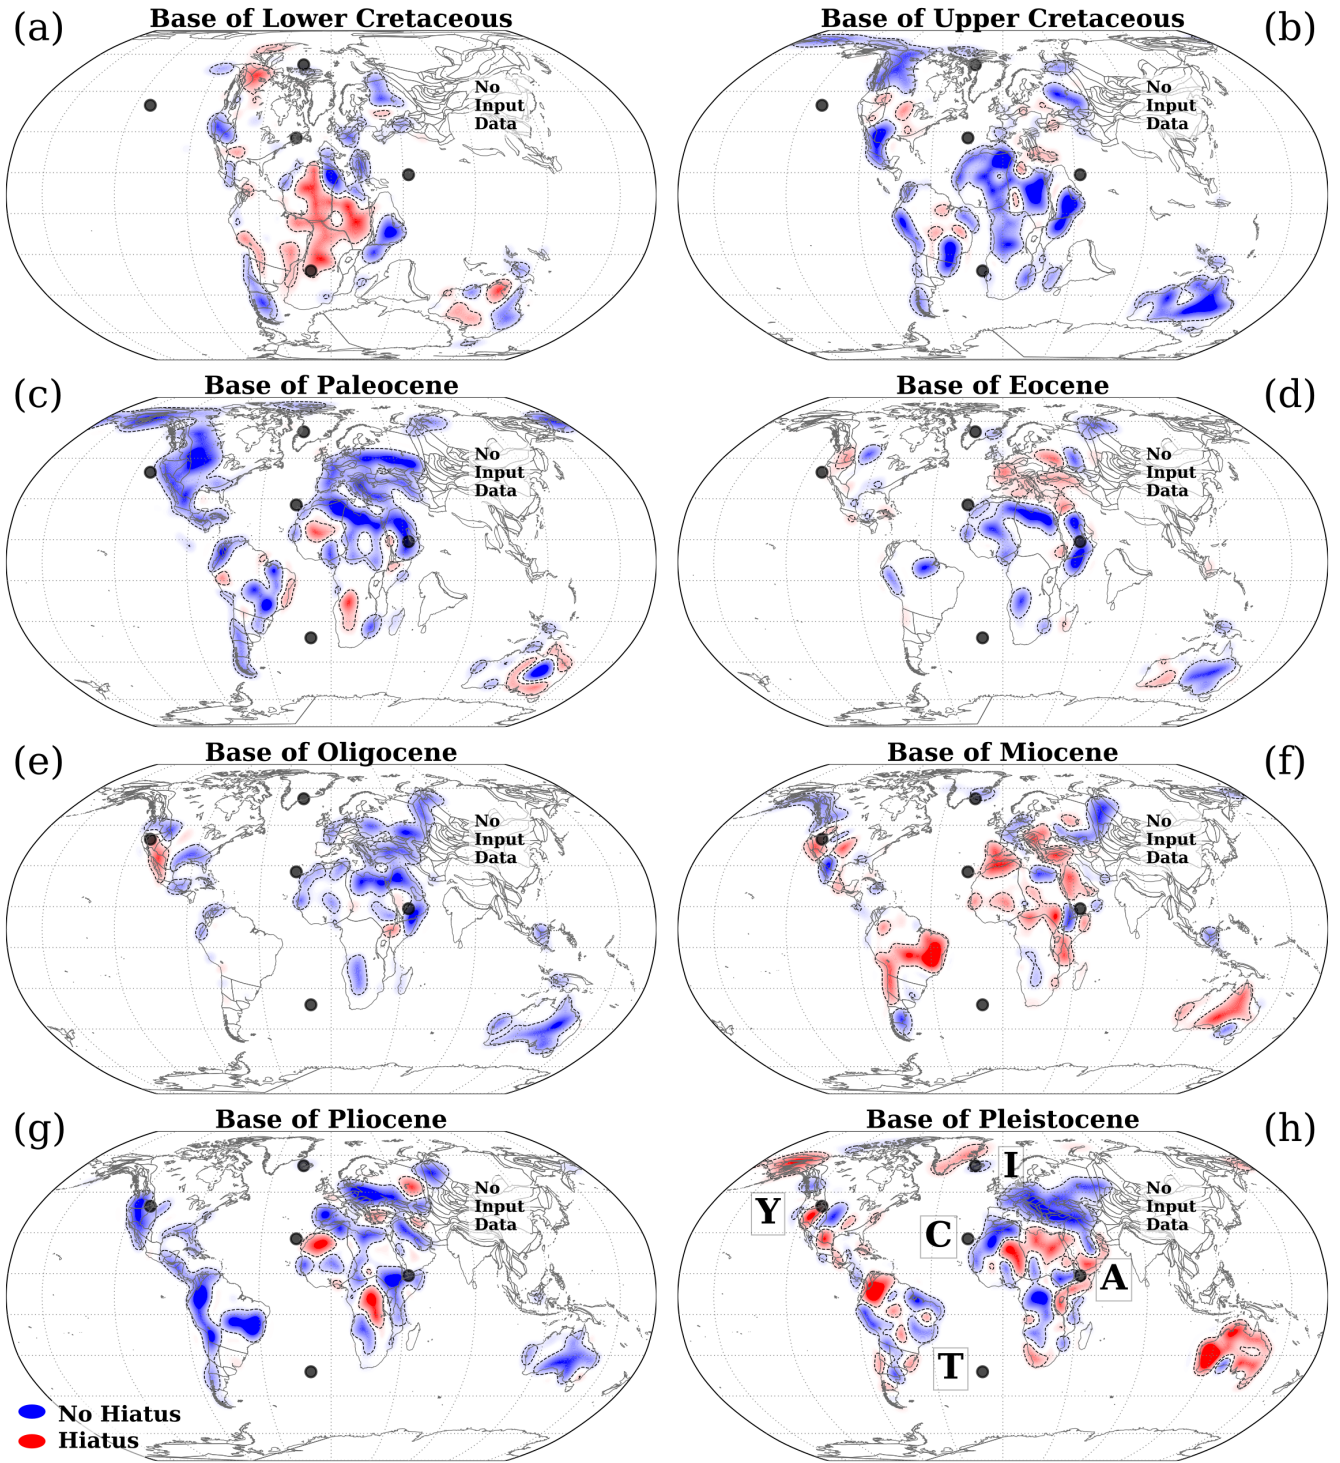 (a)
Base of Lower Cretaceous
No
Input
Data
Base of Upper Cretaceous
(b)
No
Input
Data
(c)
Base of Paleocene
No
Input
Data
Base of Eocene
(d)
No
Input
Data
(e)
Base of Oligocene
No
Input
Data
Base of Miocene
(f)
No
Input
Data
(g)
Base of Pliocene
No
Input
Data
No Hiatus
Hiatus
Base of Pleistocene
(h)
I
No
Input
Data
Y
C
A
T